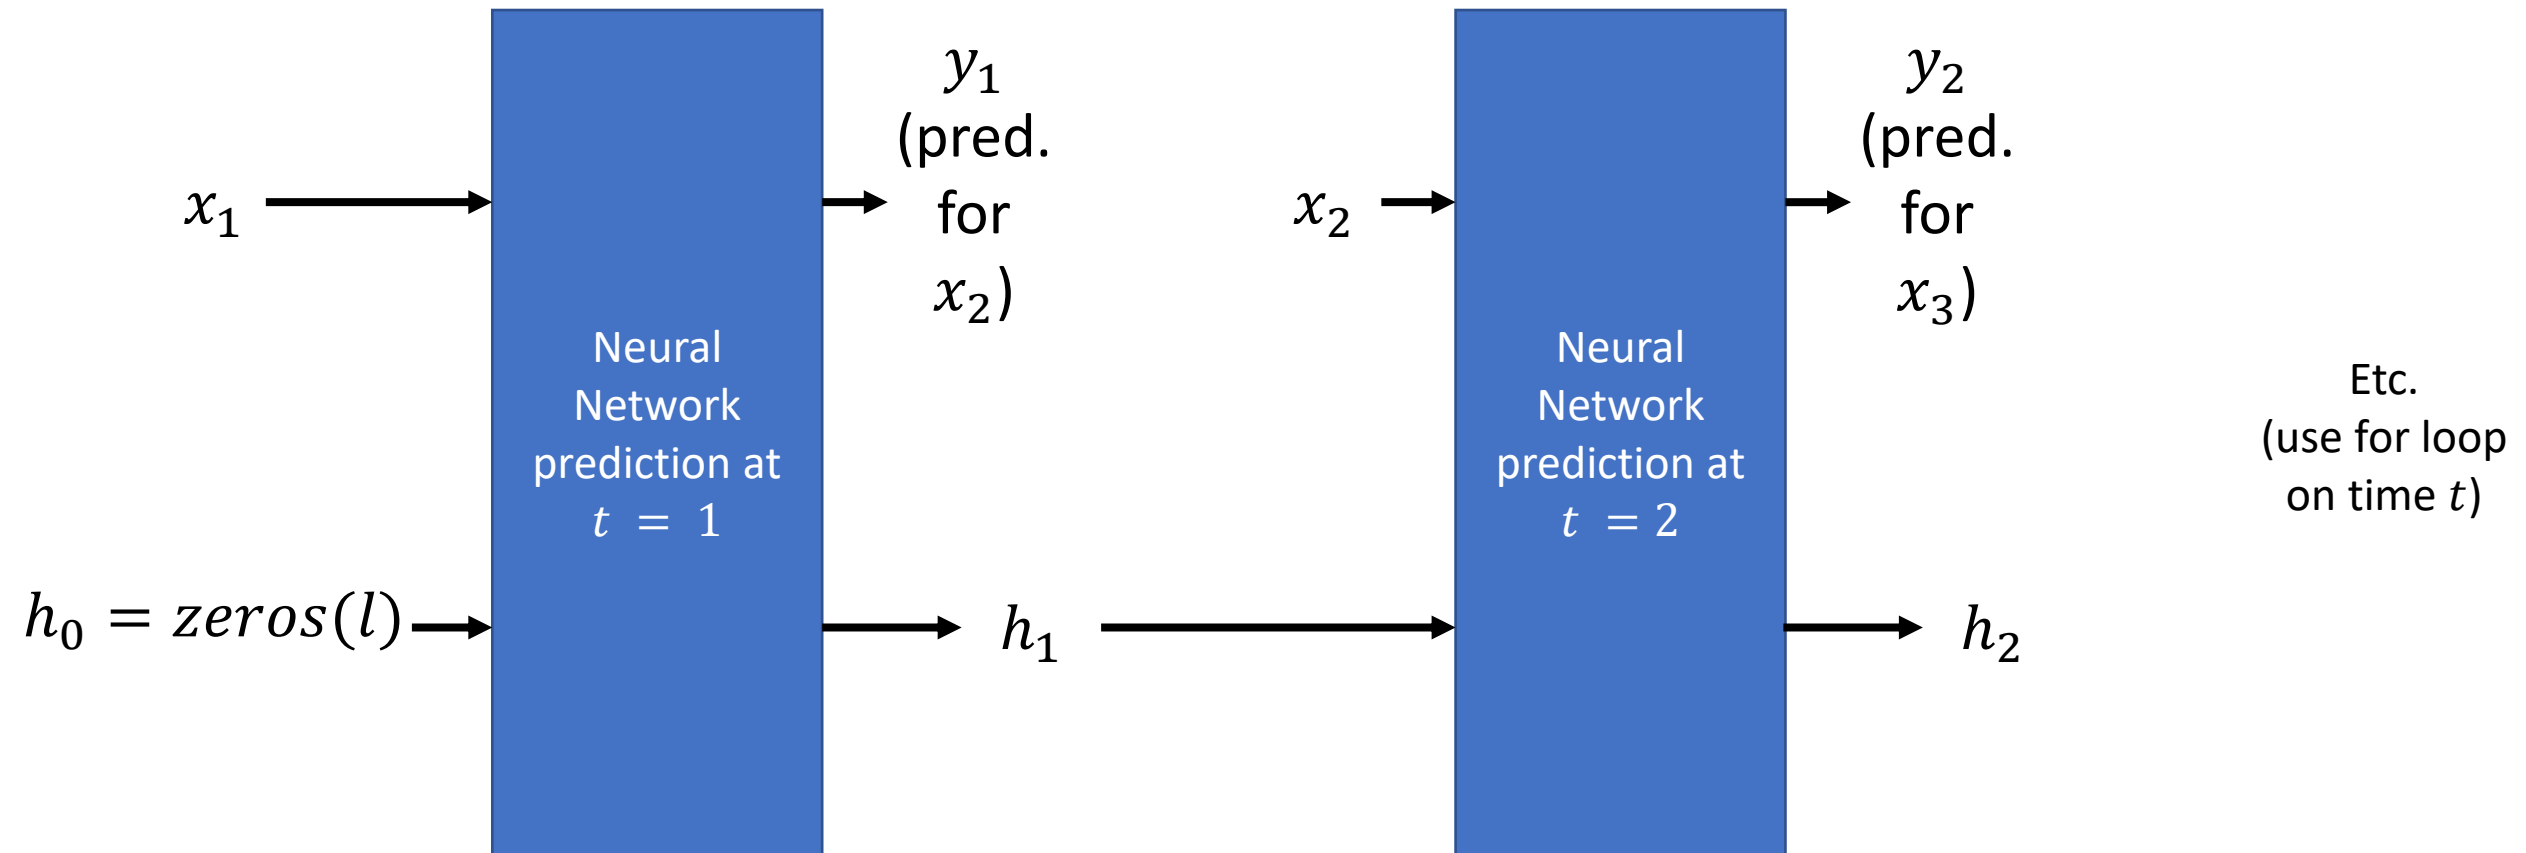 x₁
h₀ = zeros(l)
Neural
Network
prediction at
t = 1
y₁
(pred.
for
x₂)
h₁
x₂
Neural
Network
prediction at
t = 2
y₂
(pred.
for
x₃)
h₂
Etc.
(use for loop
on time t)